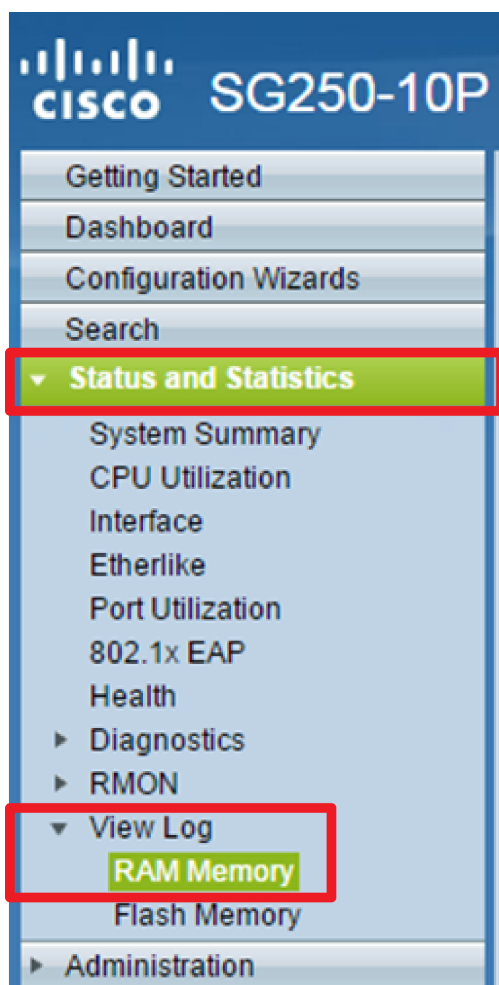 CISCO SG250-10P
Getting Started
Dashboard
Configuration Wizards
Search
Status and Statistics
System Summary
CPU Utilization
Interface
Etherlike
Port Utilization
802.1x EAP
Health
Diagnostics
RMON
View Log
RAM Memory
Flash Memory
Administration